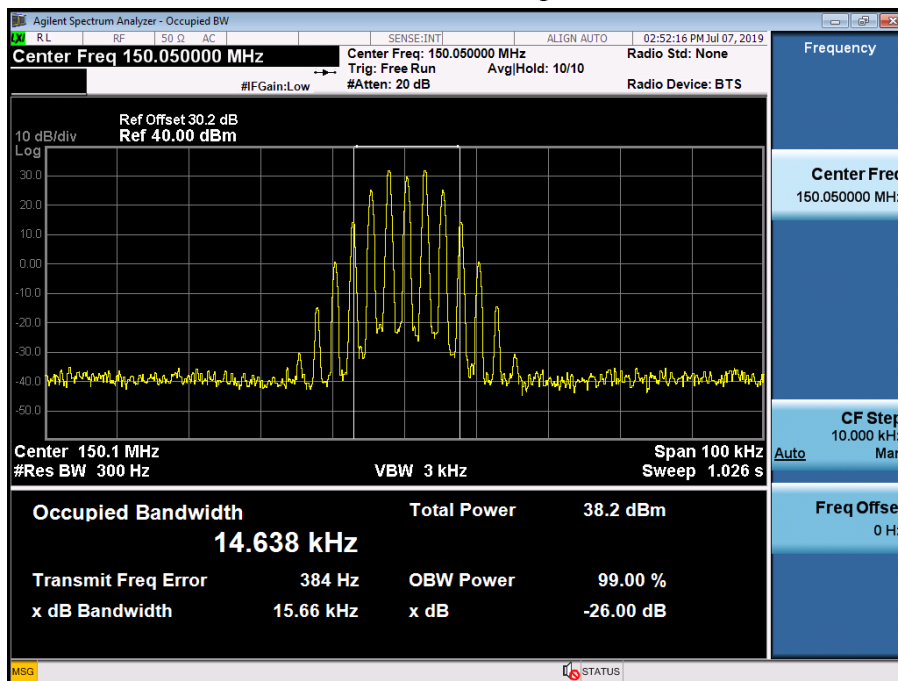 Agilent Spectrum Analyzer - Occupied BW
LXI RL RF 50 Ω AC SENSE:INT ALIGN AUTO 02:52:16 PM Jul 07, 2019
Center Freq 150.050000 MHz
Center Freq: 150.050000 MHz
Radio Std: None
Trig: Free Run
Avg|Hold: 10/10
#IFGain:Low
#Atten: 20 dB
Radio Device: BTS
Ref Offset 30.2 dB
10 dB/div
Ref 40.00 dBm
Log
30.0
20.0
10.0
0.00
-10.0
-20.0
-30.0
-40.0
-50.0
Center 150.1 MHz
Span 100 kHz
#Res BW 300 Hz
VBW 3 kHz
Sweep 1.026 s
Occupied Bandwidth
Total Power
38.2 dBm
14.638 kHz
Transmit Freq Error
384 Hz
OBW Power
99.00 %
x dB Bandwidth
15.66 kHz
x dB
-26.00 dB
Frequency
Center Freq
150.050000 MHz
CF Step
10.000 kHz
Auto
Man
Freq Offset
0 Hz
MSG
STATUS